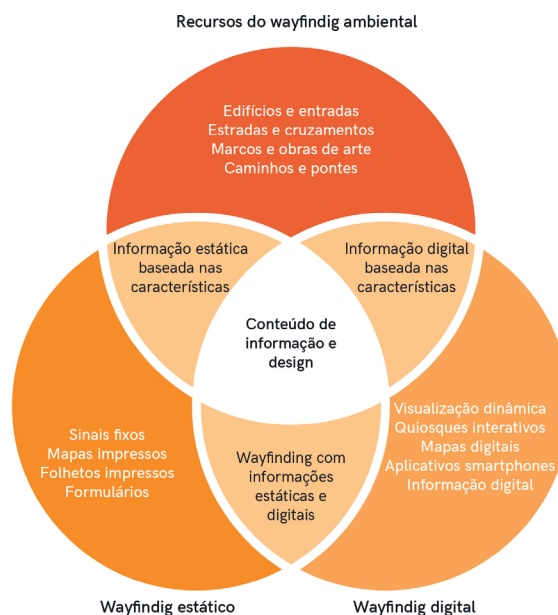 Recursos do wayfindig ambiental
Edifícios e entradas
Estradas e cruzamentos
Marcos e obras de arte
Caminhos e pontes
Informação estática
baseada nas
características
Informação digital
baseada nas
características
Conteúdo de
informação e
design
Sinais fixos
Mapas impressos
Folhetos impressos
Formulários
Wayfinding com
informações
estáticas e
digitais
Visualização dinâmica
Quiosques interativos
Mapas digitais
Aplicativos smartphones
Informação digital
Wayfindig estático
Wayfindig digital